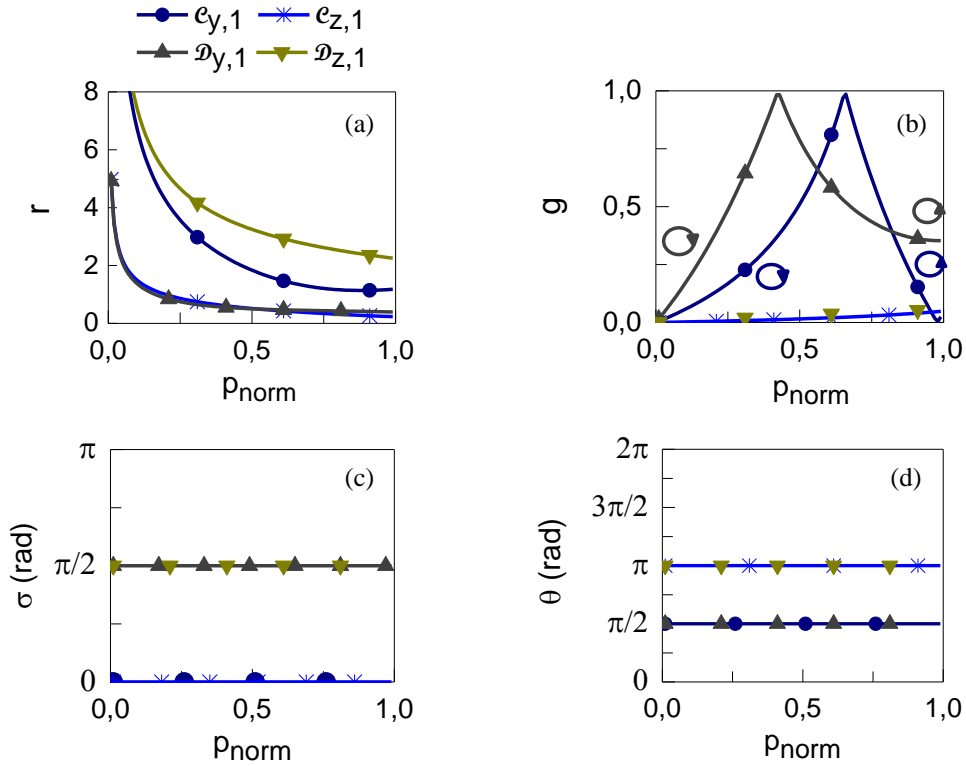 𝓒y,1 𝓒z,1
𝓓y,1 𝓓z,1
8
6
4
2
0
r
(a)
0,0 0,5 1,0
pnorm
1,0
0,5
0,0
g
(b)
0,0 0,5 1,0
pnorm
π
π/2
0
σ (rad)
(c)
0,0 0,5 1,0
pnorm
2π
3π/2
π
π/2
0
θ (rad)
(d)
0,0 0,5 1,0
pnorm